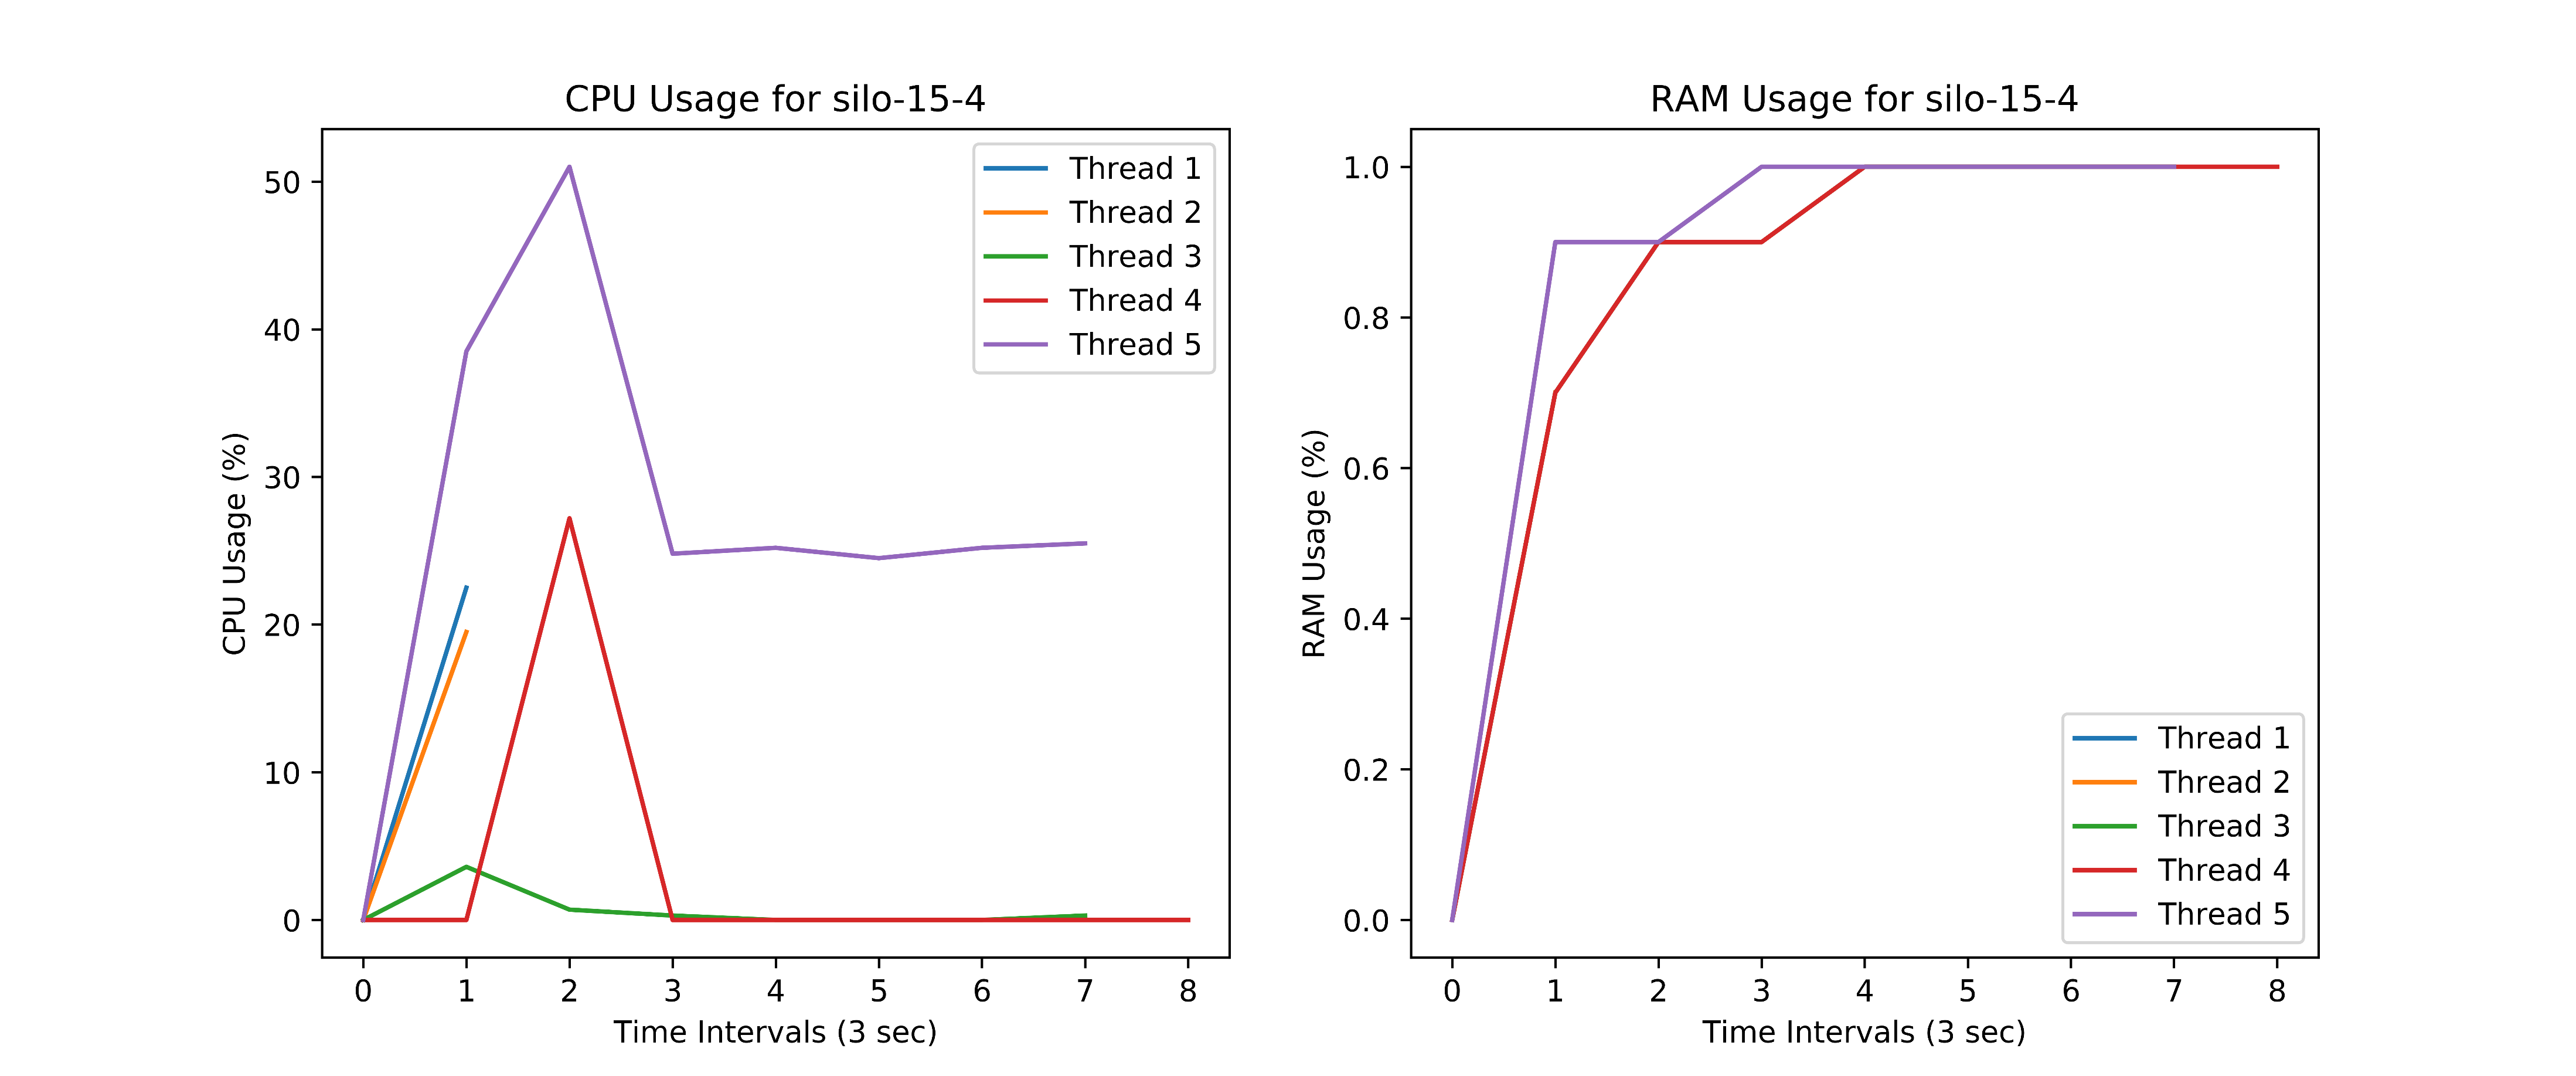 CPU Usage for silo-15-4
CPU Usage (%)
50
40
30
20
10
0
Thread 1
Thread 2
Thread 3
Thread 4
Thread 5
0 1 2 3 4 5 6 7 8
Time Intervals (3 sec)
RAM Usage for silo-15-4
RAM Usage (%)
1.0
0.8
0.6
0.4
0.2
0.0
Thread 1
Thread 2
Thread 3
Thread 4
Thread 5
0 1 2 3 4 5 6 7 8
Time Intervals (3 sec)